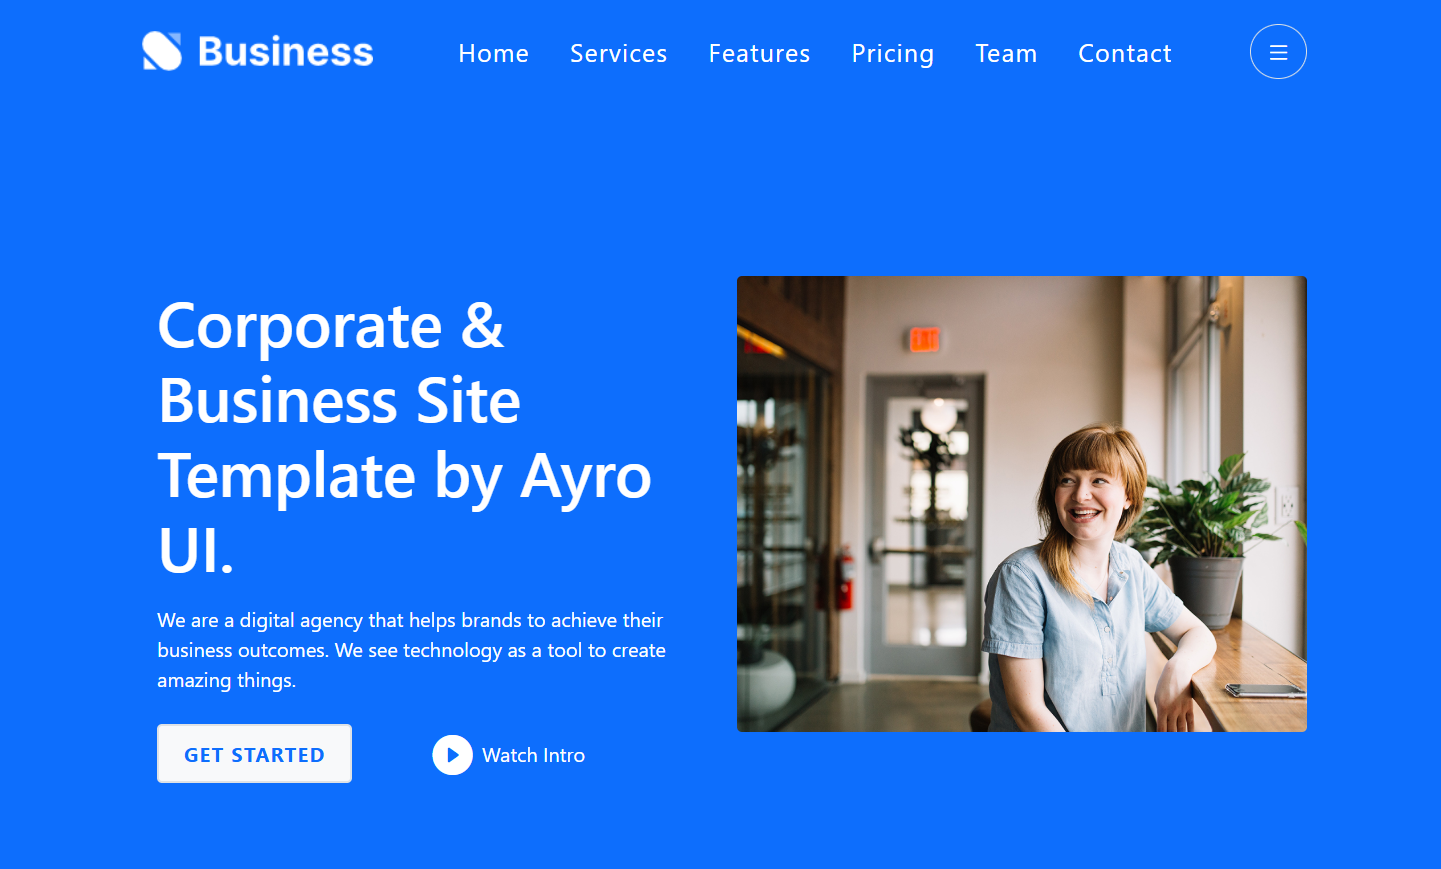 Business
Home Services Features Pricing Team Contact
Corporate &
Business Site
Template by Ayro
UI.
We are a digital agency that helps brands to achieve their
business outcomes. We see technology as a tool to create
amazing things.
GET STARTED
Watch Intro
EXIT